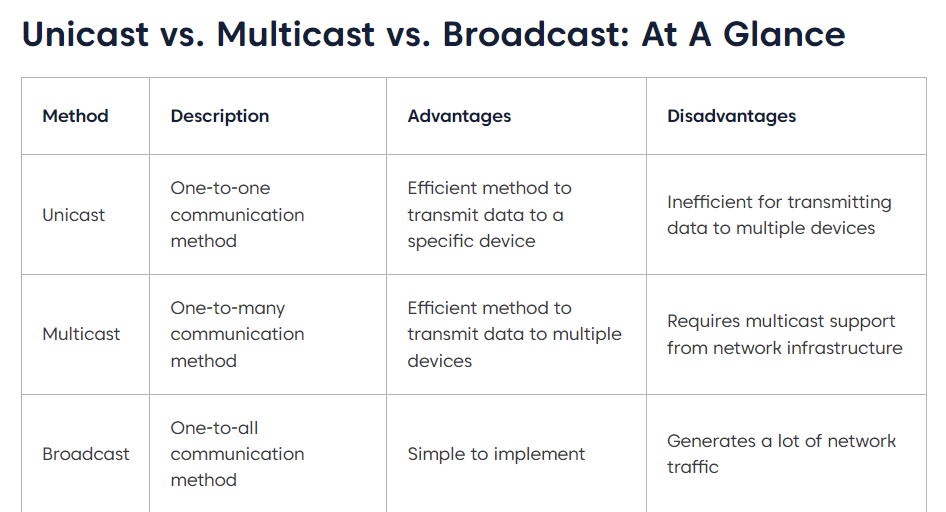 Unicast vs. Multicast vs. Broadcast: At A Glance
Method
Description
Advantages
Disadvantages
Unicast
One-to-one
communication
method
Efficient method to
transmit data to a
specific device
Inefficient for transmitting
data to multiple devices
Multicast
One-to-many
communication
method
Efficient method to
transmit data to multiple
devices
Requires multicast support
from network infrastructure
Broadcast
One-to-all
communication
method
Simple to implement
Generates a lot of network
traffic